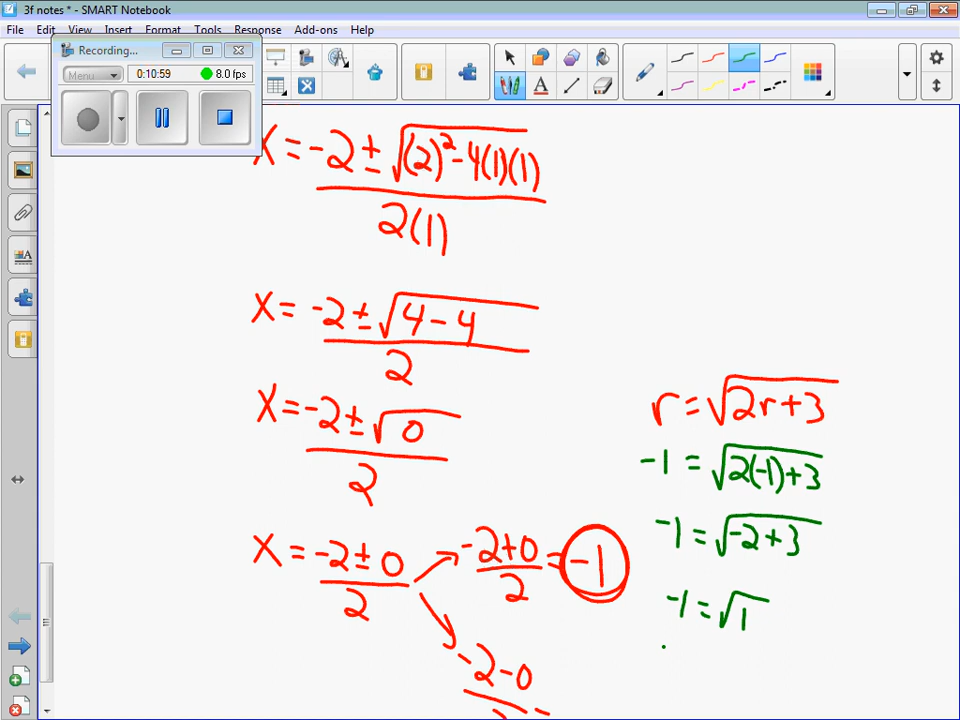 3f notes * - SMART Notebook
File Edit View Insert Format Tools Response Add-ons Help
Recording...
Menu 0:10:59 8.0 fps
X = -2 ± √(2)² - 4(1)(1)
2(1)
X = -2 ± √4 - 4
2
X = -2 ± √0
2
X = -2 ± 0
2
-2 + 0 = -1
2
-2 - 0 =
r = √2r + 3
-1 = √2(-1) + 3
-1 = √-2 + 3
-1 = √1